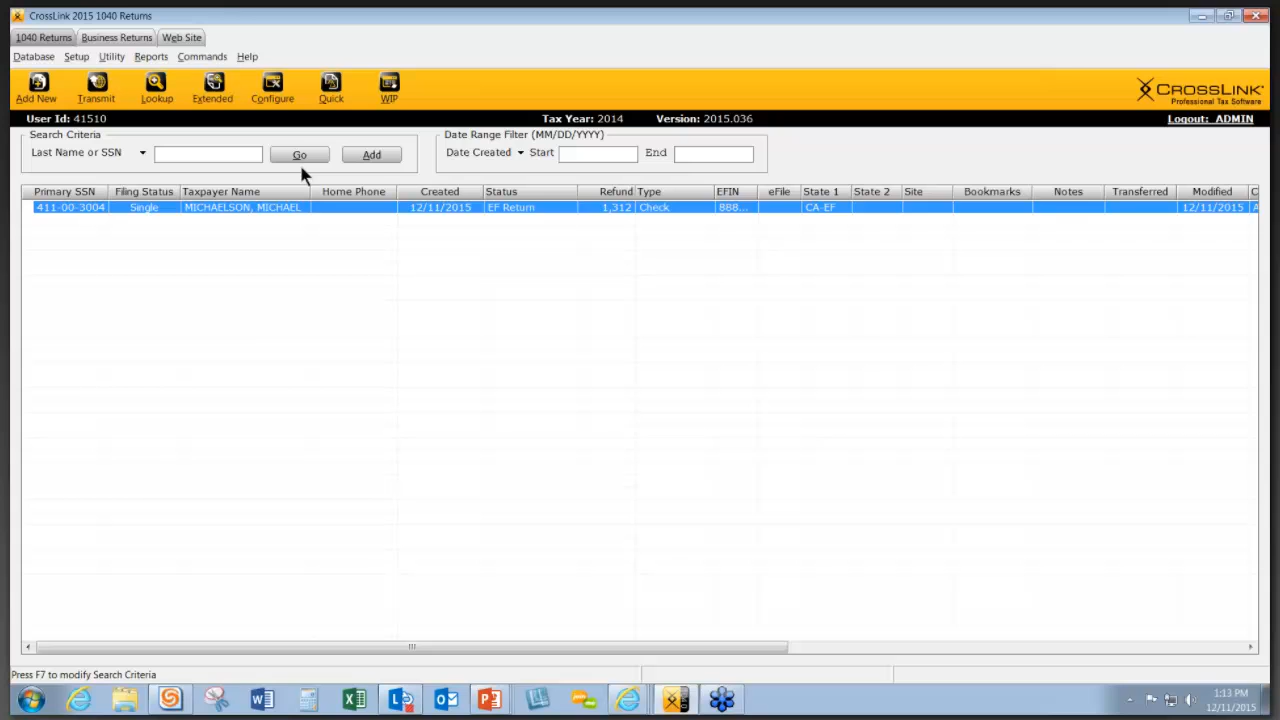 CrossLink 2015 1040 Returns
1040 Returns Business Returns Web Site
Database Setup Utility Reports Commands Help
Add New Transmit Lookup Extended Configure Quick WIP
CROSSLINK
Professional Tax Software
User Id: 41510 Tax Year: 2014 Version: 2015.036 Logout: ADMIN
Search Criteria Date Range Filter (MM/DD/YYYY)
Last Name or SSN Go Add Date Created Start End
Primary SSN Filing Status Taxpayer Name Home Phone Created Status Refund Type EFIN eFile State 1 State 2 Site Bookmarks Notes Transferred Modified C
411-00-3004 Single MICHAELSON, MICHAEL 12/11/2015 EF Return 1,312 Check 888... CA-EF 12/11/2015 A
Press F7 to modify Search Criteria
1:13 PM
12/11/2015